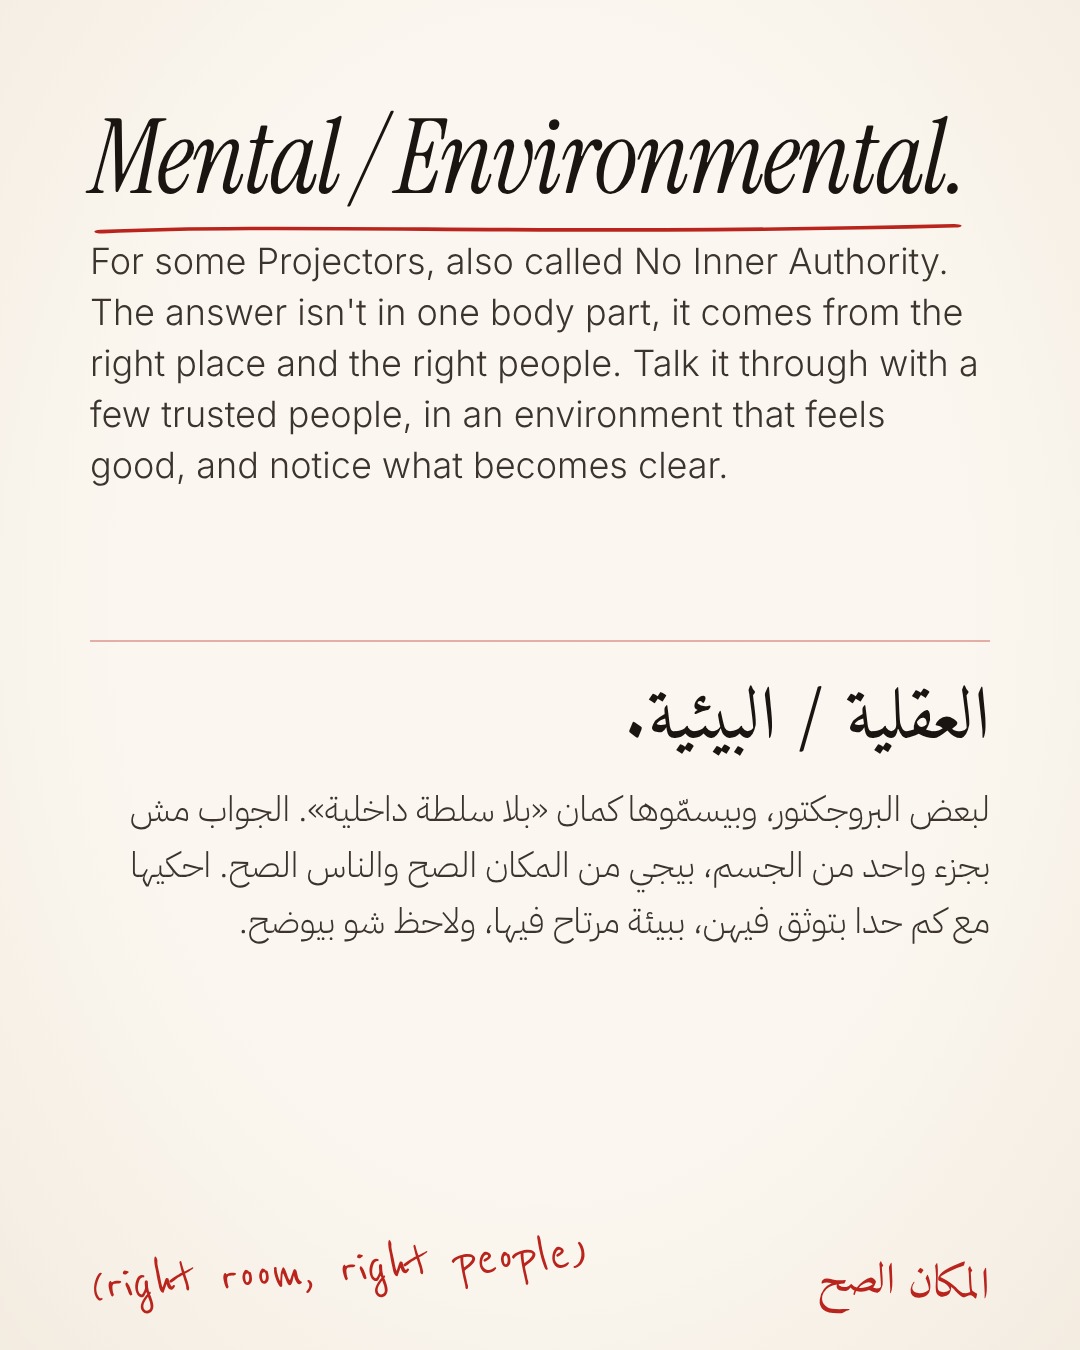 Mental / Environmental.
For some Projectors, also called No Inner Authority.
The answer isn't in one body part, it comes from the
right place and the right people. Talk it through with a
few trusted people, in an environment that feels
good, and notice what becomes clear.
العقلية / البيئية.
لبعض البروجكتور، وبيسمّوها كمان «بلا سلطة داخلية». الجواب مش
بجزء واحد من الجسم، بيجي من المكان الصح والناس الصح. احكيها
مع كم حدا بتوثق فيهن، ببيئة مرتاح فيها، ولاحظ شو بيوضح.
(right room, right people)
المكان الصح